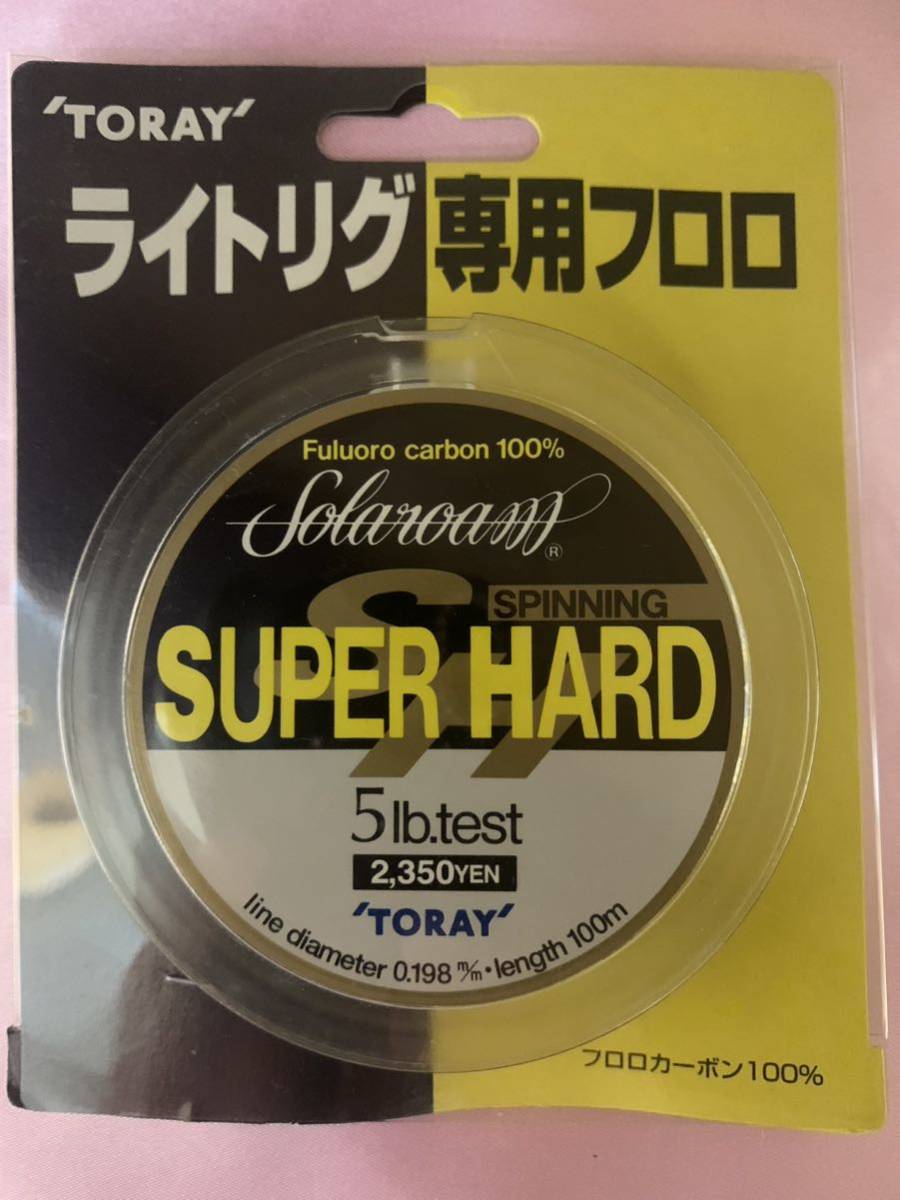 'TORAY'
ライトリグ専用フロロ
Fuluoro carbon 100%
Solaroam®
SH
SPINNING
SUPER HARD
5lb.test
2,350YEN
'TORAY'
line diameter 0.198 m/m・length 100m
フロロカーボン100%